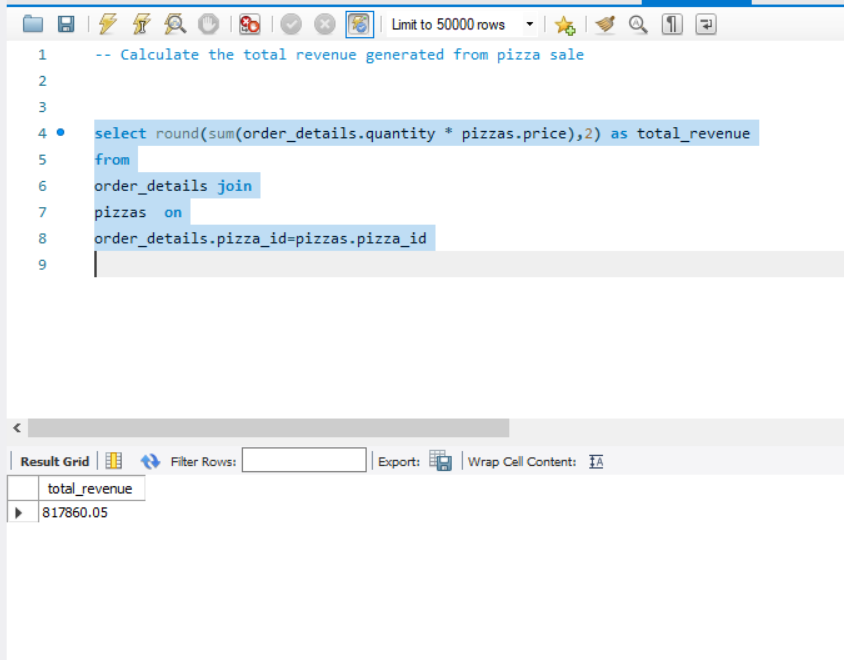 Limit to 50000 rows
1 -- Calculate the total revenue generated from pizza sale
2
3
4 select round(sum(order_details.quantity * pizzas.price),2) as total_revenue
5 from
6 order_details join
7 pizzas  on
8 order_details.pizza_id=pizzas.pizza_id
9
Result Grid Filter Rows: Export: Wrap Cell Content: IA
total_revenue
817860.05